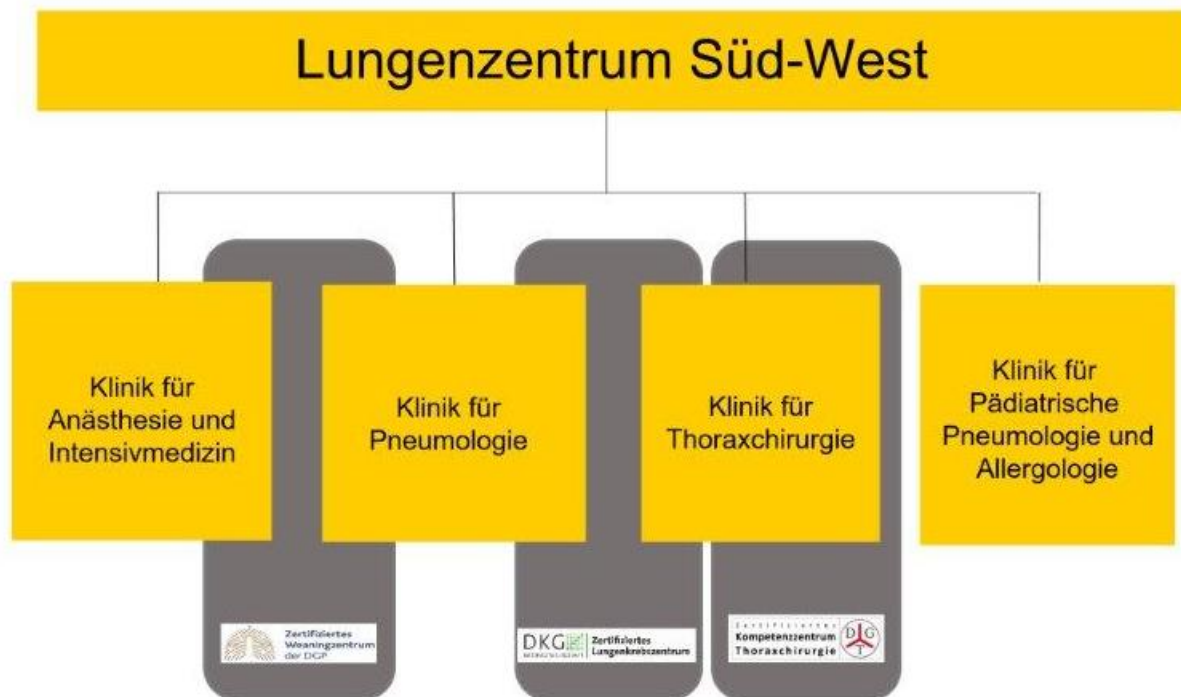 Lungenzentrum Süd-West
Klinik für
Anästhesie und
Intensivmedizin
Klinik für
Pneumologie
Klinik für
Thoraxchirurgie
Klinik für
Pädiatrische
Pneumologie und
Allergologie
Zertifiziertes
Weaningzentrum
der DGP
DKG
Zertifiziertes
Lungenkrebszentrum
Zertifiziertes
Kompetenzzentrum
Thoraxchirurgie
D G
T